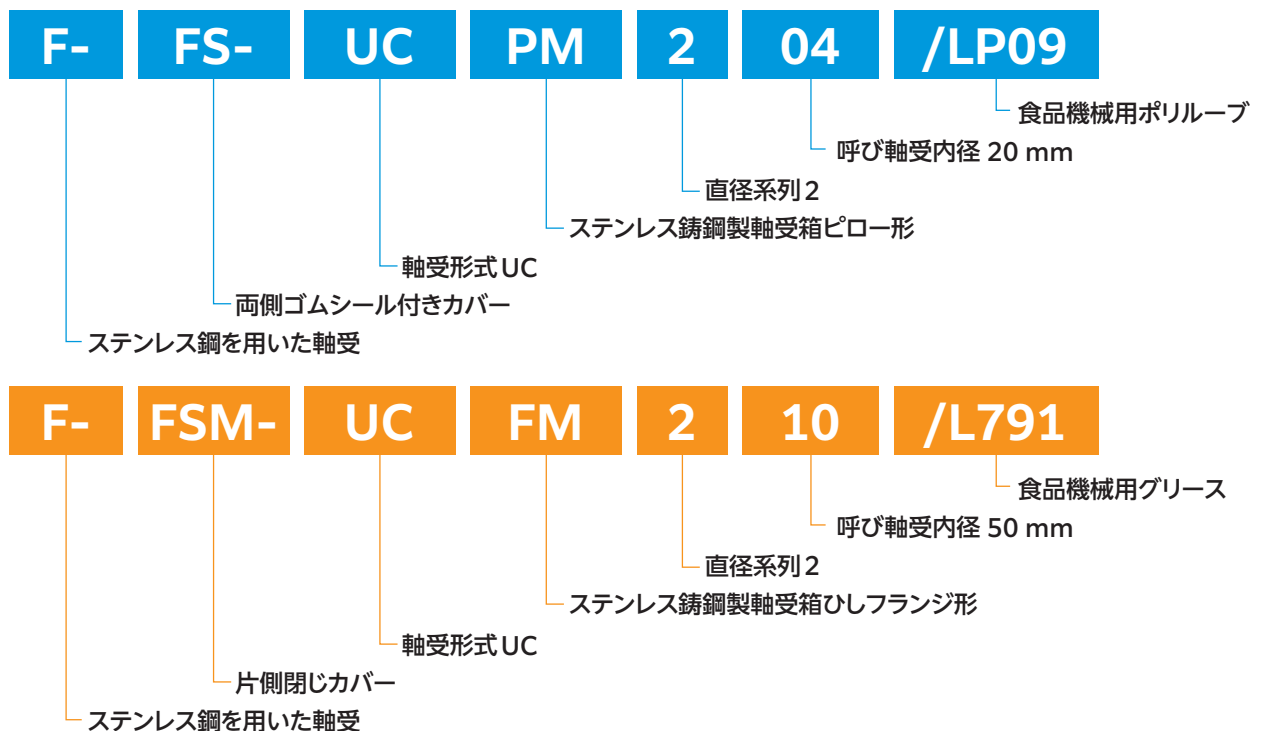 F- FS- UC PM 2 04 /LP09
食品機械用ポリルーブ
呼び軸受内径 20 mm
直径系列2
ステンレス鋳鋼製軸受箱ピロー形
軸受形式UC
両側ゴムシール付きカバー
ステンレス鋼を用いた軸受
F- FSM- UC FM 2 10 /L791
食品機械用グリース
呼び軸受内径 50 mm
直径系列2
ステンレス鋳鋼製軸受箱ひしフランジ形
軸受形式UC
片側閉じカバー
ステンレス鋼を用いた軸受